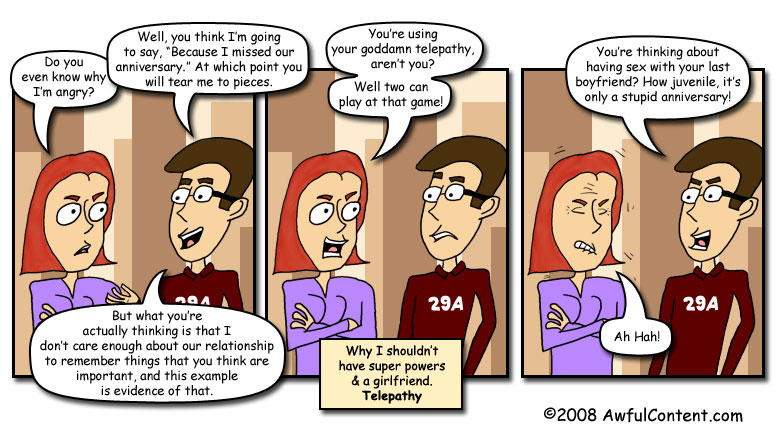 Do you
even know why
I'm angry?
Well, you think I'm going
to say, "Because I missed our
anniversary." At which point you
will tear me to pieces.
29A
But what you're
actually thinking is that I
don't care enough about our relationship
to remember things that you think are
important, and this example
is evidence of that.
You're using
your goddamn telepathy,
aren't you?
Well two can
play at that game!
29A
Why I shouldn't
have super powers
& a girlfriend.
Telepathy
You're thinking about
having sex with your last
boyfriend? How juvenile, it's
only a stupid anniversary!
29A
Ah Hah!
©2008 AwfulContent.com